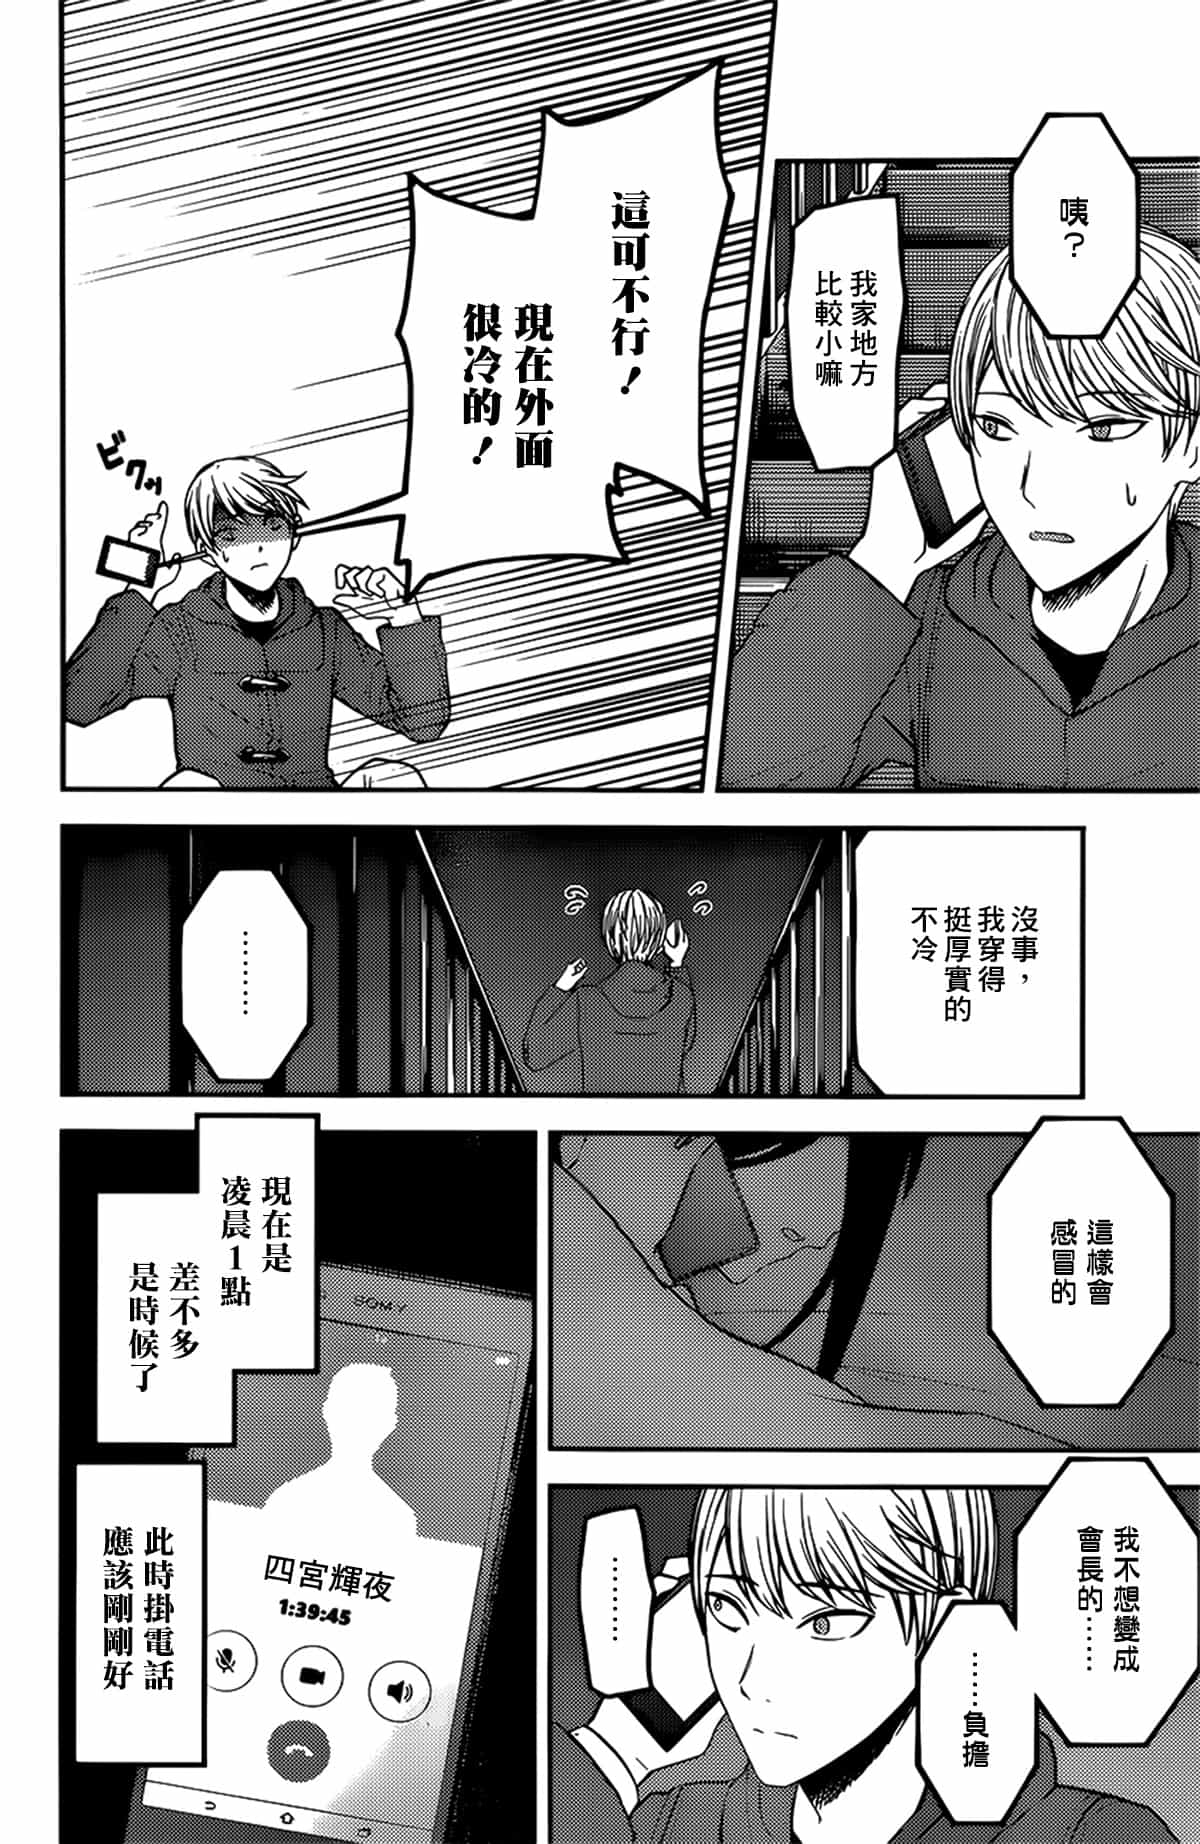 咦？
我家地方
比較小嘛
這可不行！
現在外面
很冷的！
ビクッ
沒事，
我穿得
挺厚實的
不冷
………
這樣會
感冒的
我不想變成
會長的……
……負擔
………
現在是
凌晨1點
差不多
是時候了
SOMY
四宮輝夜
1:39:45
此時掛電話
應該剛剛好